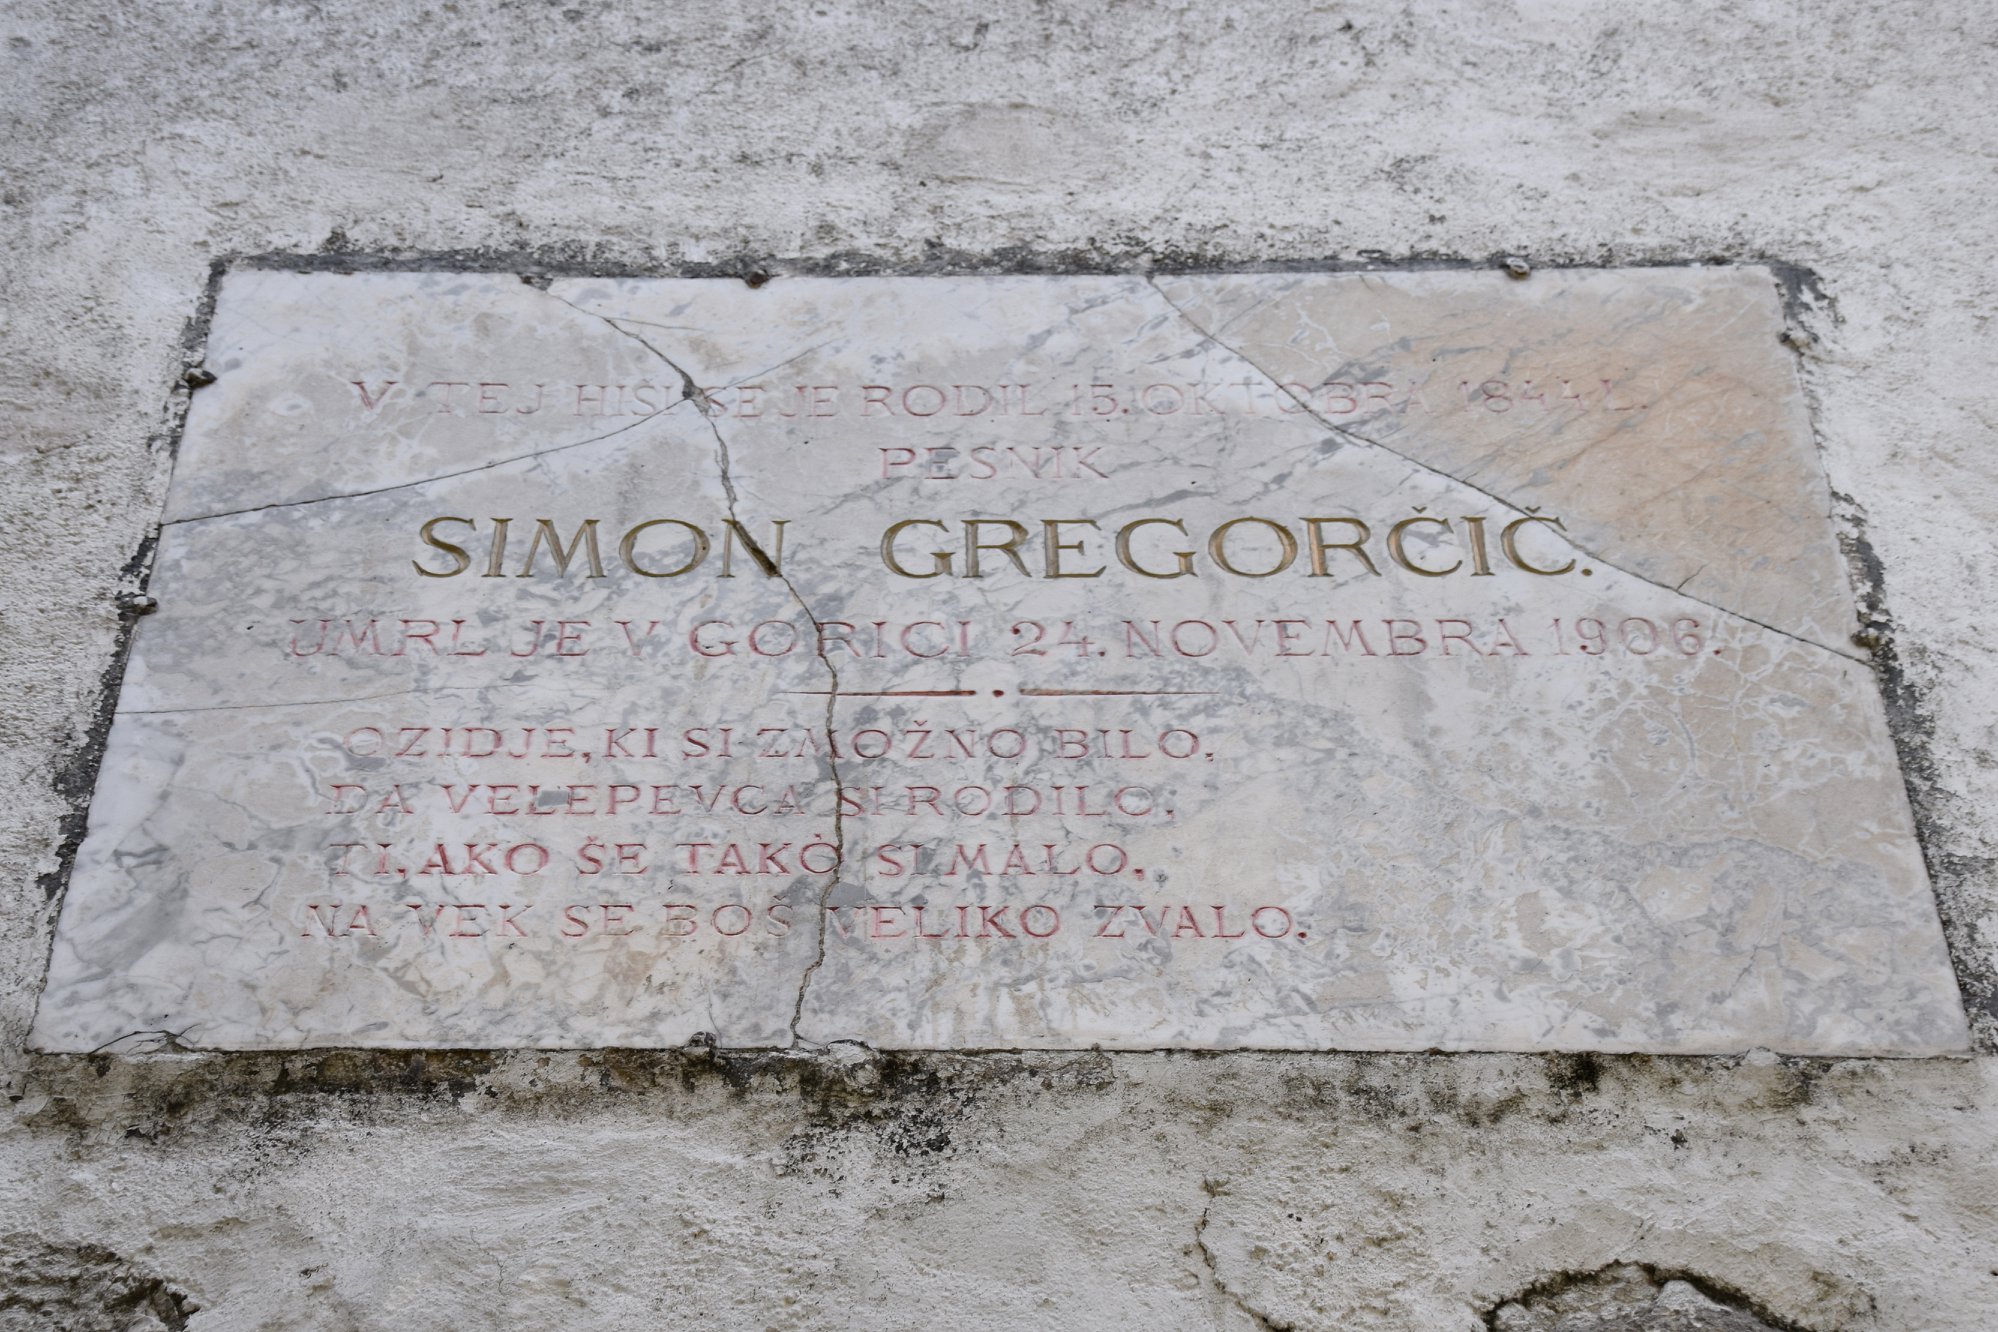 V TEJ HIŠI SE JE RODIL 15. OKTOBRA 1844 L.
PESNIK
SIMON GREGORČIČ.
UMRL JE V GORICI 24. NOVEMBRA 1906.
OZIDJE, KI SI ZMOŽNO BILO,
DA VELEPEVCA SI RODILO,
TI, AKO ŠE TAKÒ SI MALO,
NA VEK SE BOŠ VELIKO ZVALO.